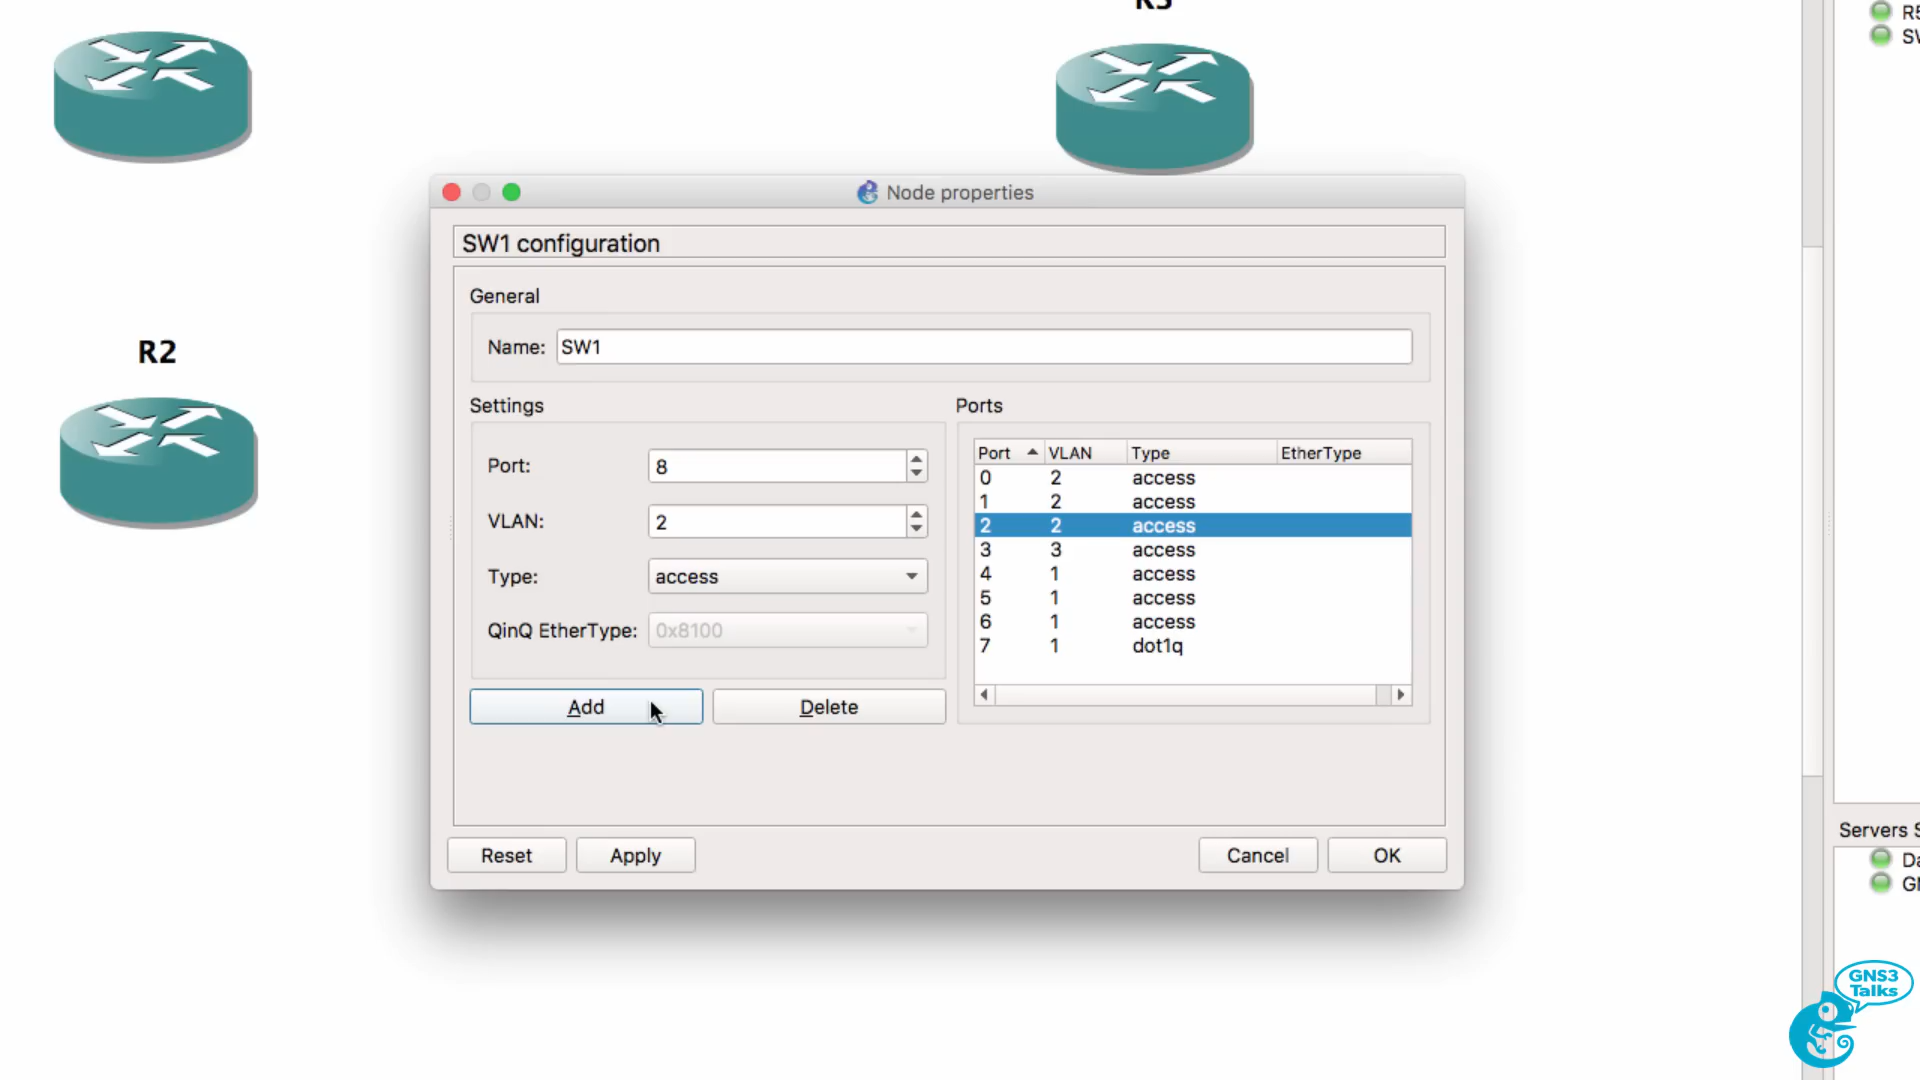 Node properties
SW1 configuration
General
Name: SW1
Settings
Port: 8
VLAN: 2
Type: access
QinQ EtherType: 0x8100
Add Delete
Ports
Port VLAN Type EtherType
0 2 access
1 2 access
2 2 access
3 3 access
4 1 access
5 1 access
6 1 access
7 1 dot1q
Reset Apply Cancel OK
R2
Servers
GNS3
Talks